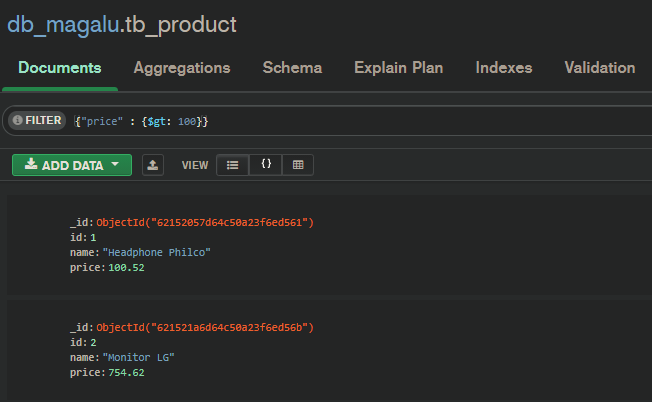 db_magalu.tb_product
Documents Aggregations Schema Explain Plan Indexes Validation
FILTER {"price" : {$gt: 100}}
ADD DATA VIEW {}
_id: ObjectId("62152057d64c50a23f6ed561")
id: 1
name: "Headphone Philco"
price: 100.52
_id: ObjectId("621521a6d64c50a23f6ed56b")
id: 2
name: "Monitor LG"
price: 754.62